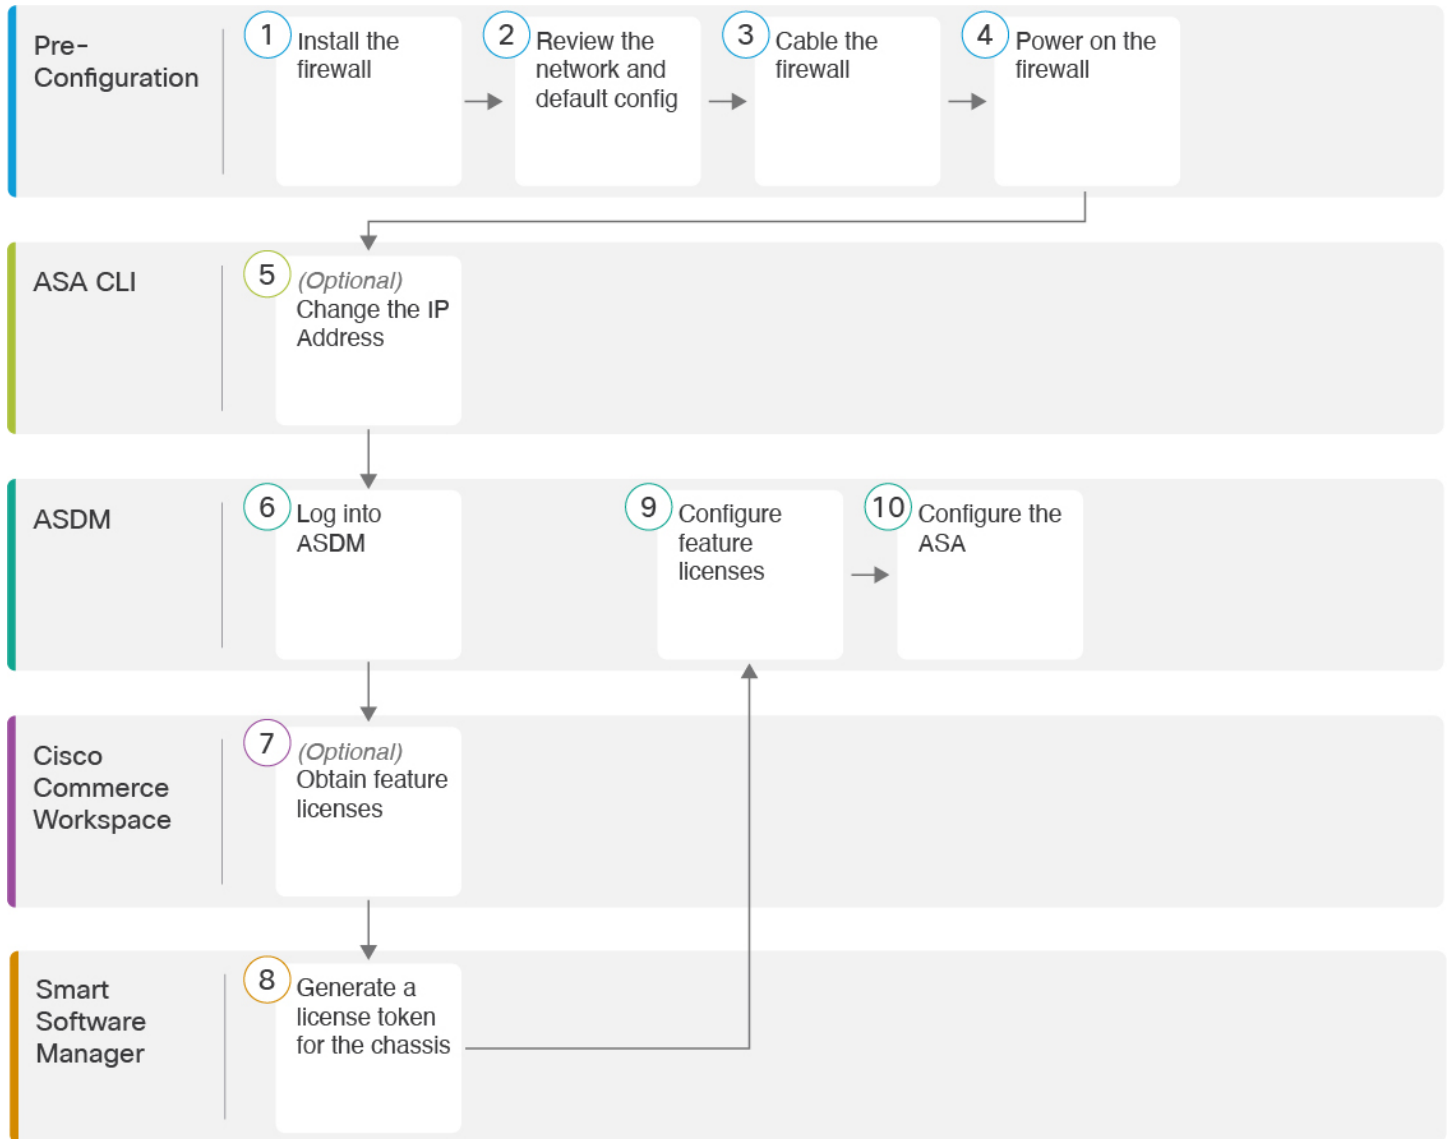 Pre-
Configuration
1
Install the
firewall
2
Review the
network and
default config
3
Cable the
firewall
4
Power on the
firewall
ASA CLI
5
(Optional)
Change the IP
Address
ASDM
6
Log into
ASDM
9
Configure
feature
licenses
10
Configure the
ASA
Cisco
Commerce
Workspace
7
(Optional)
Obtain feature
licenses
Smart
Software
Manager
8
Generate a
license token
for the chassis